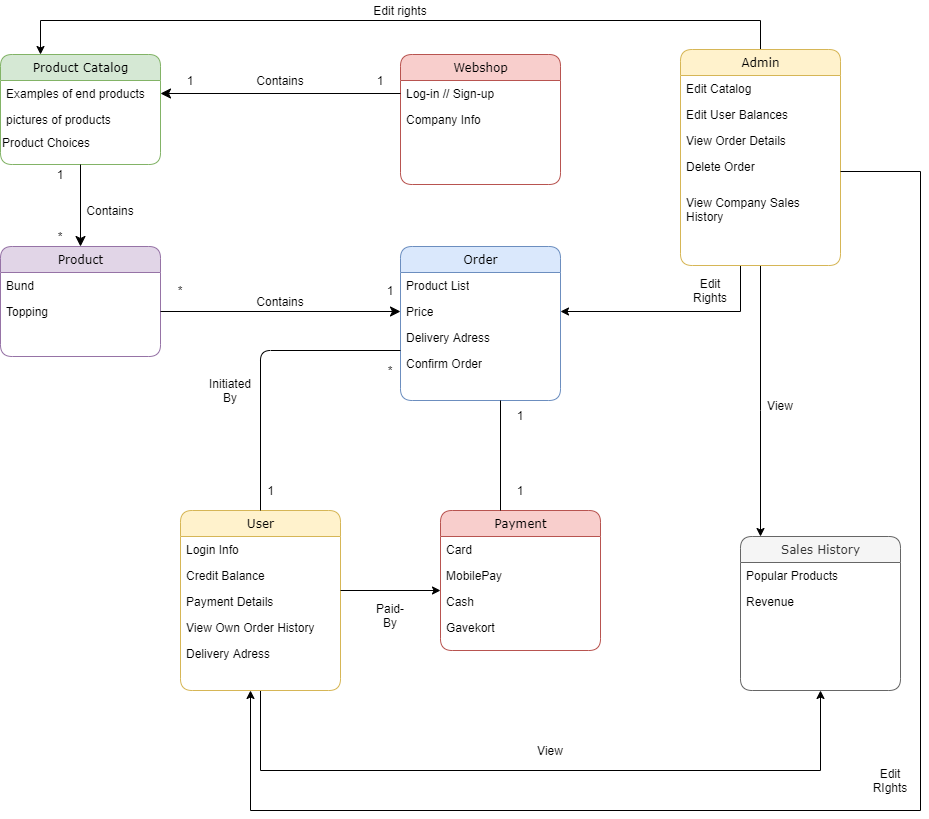 Edit rights
Product Catalog
Examples of end products
pictures of products
Product Choices
1
Contains
1
Webshop
Log-in // Sign-up
Company Info
Admin
Edit Catalog
Edit User Balances
View Order Details
Delete Order
View Company Sales
History
1
Contains
*
Product
Bund
Topping
*
Contains
1
Order
Product List
Price
Delivery Adress
Confirm Order
*
Edit
Rights
Initiated
By
1
1
1
View
User
Login Info
Credit Balance
Payment Details
View Own Order History
Delivery Adress
Paid-
By
Payment
Card
MobilePay
Cash
Gavekort
Sales History
Popular Products
Revenue
View
Edit
RIghts